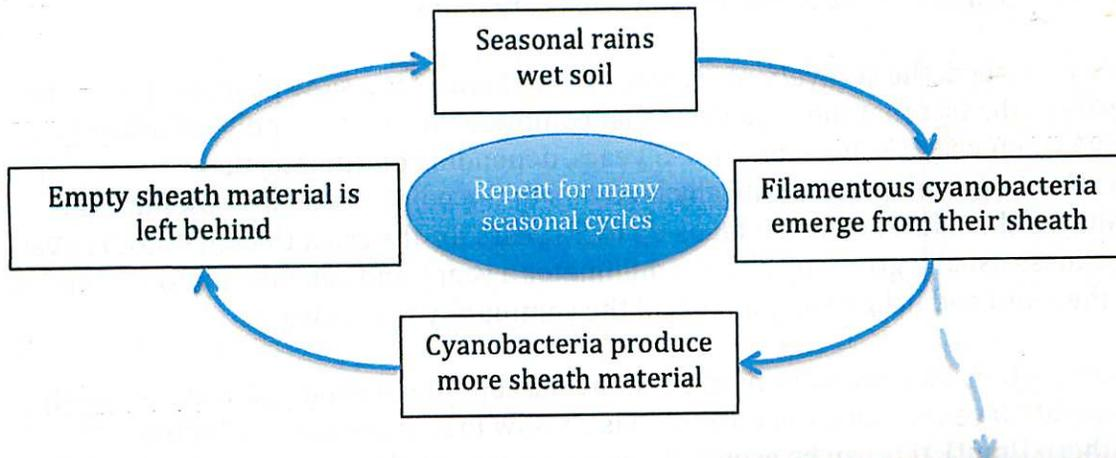 Seasonal rains
wet soil
Filamentous cyanobacteria
emerge from their sheath
Cyanobacteria produce
more sheath material
Empty sheath material is
left behind
Repeat for many
seasonal cycles